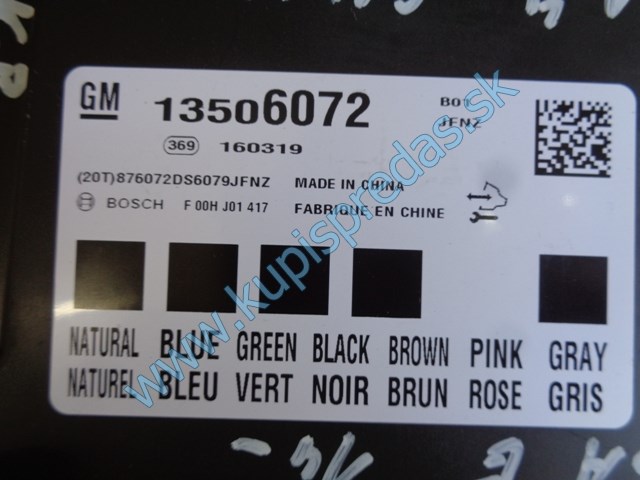 GM 13506072 B01
JFNZ
369 160319
(20T)876072DS6079JFNZ MADE IN CHINA
BOSCH F 00H J01 417 FABRIQUE EN CHINE
NATURAL BLUE GREEN BLACK BROWN PINK GRAY
NATUREL BLEU VERT NOIR BRUN ROSE GRIS
www.kupispredas.sk